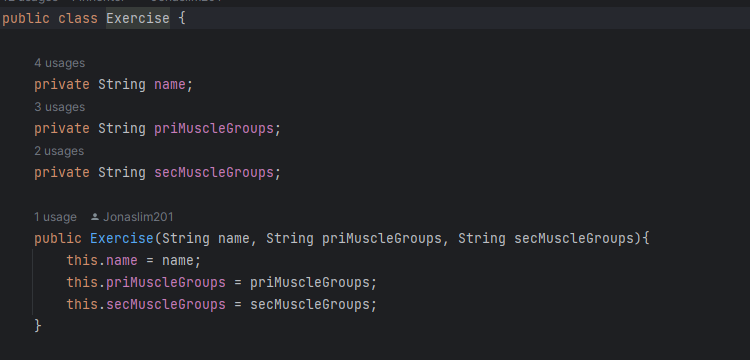 public class Exercise {
4 usages
private String name;
3 usages
private String priMuscleGroups;
2 usages
private String secMuscleGroups;
1 usage Jonaslim201
public Exercise(String name, String priMuscleGroups, String secMuscleGroups){
this.name = name;
this.priMuscleGroups = priMuscleGroups;
this.secMuscleGroups = secMuscleGroups;
}